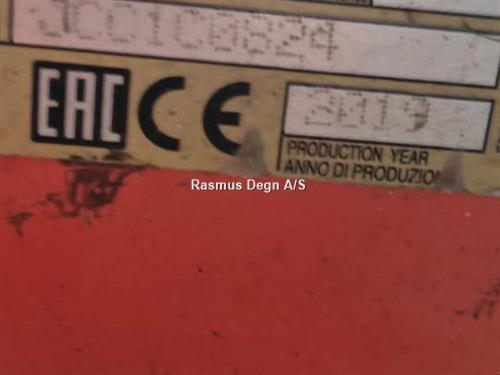 JCC1C0824
EAC CE
2019
PRODUCTION YEAR
ANNO DI PRODUZIO
Rasmus Degn A/S